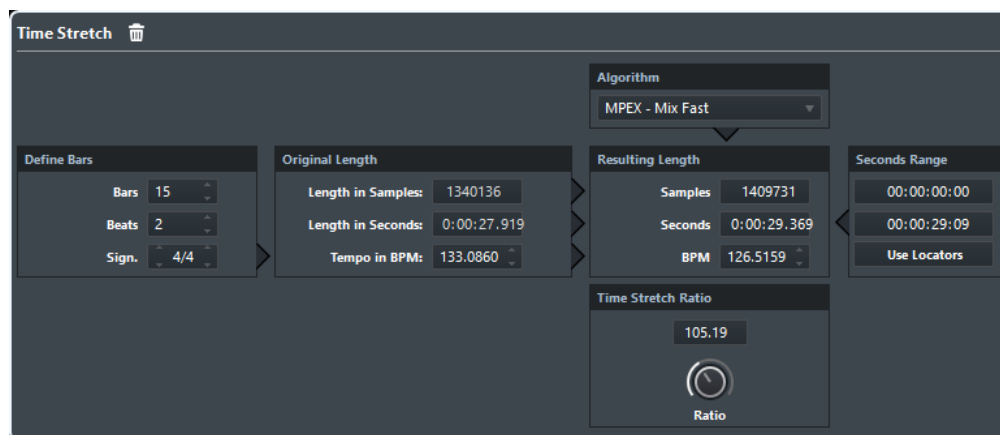 Time Stretch
Algorithm
MPEX - Mix Fast
Define Bars
Bars 15
Beats 2
Sign. 4/4
Original Length
Length in Samples: 1340136
Length in Seconds: 0:00:27.919
Tempo in BPM: 133.0860
Resulting Length
Samples 1409731
Seconds 0:00:29.369
BPM 126.5159
Seconds Range
00:00:00:00
00:00:29:09
Use Locators
Time Stretch Ratio
105.19
Ratio